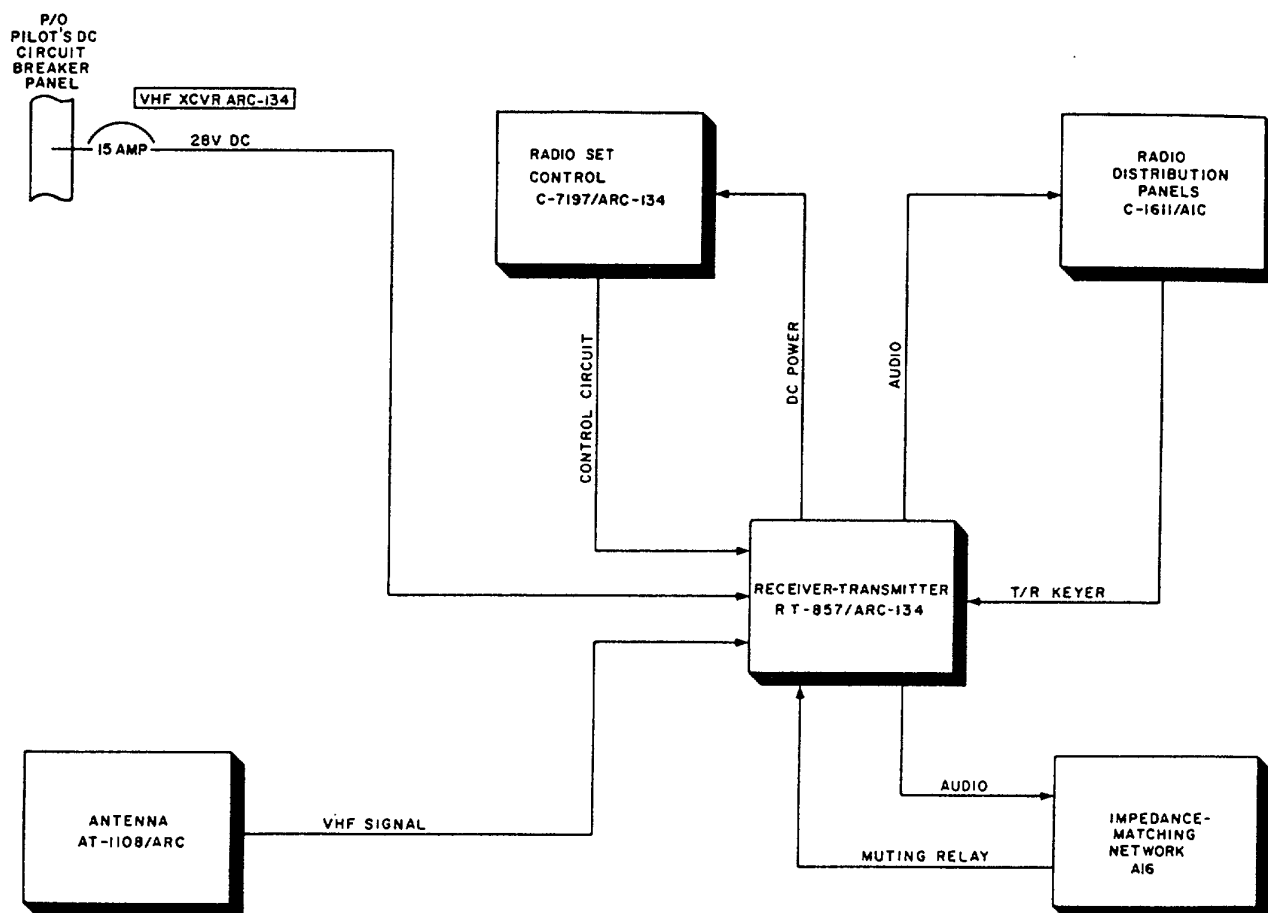 P/O
PILOT'S DC
CIRCUIT
BREAKER
PANEL
VHF XCVR ARC-134
15 AMP
28V DC
RADIO SET
CONTROL
C-7197/ARC-134
RADIO
DISTRIBUTION
PANELS
C-1611/AIC
CONTROL CIRCUIT
DC POWER
AUDIO
RECEIVER-TRANSMITTER
RT-857/ARC-134
T/R KEYER
ANTENNA
AT-1108/ARC
VHF SIGNAL
AUDIO
MUTING RELAY
IMPEDANCE-
MATCHING
NETWORK
A16